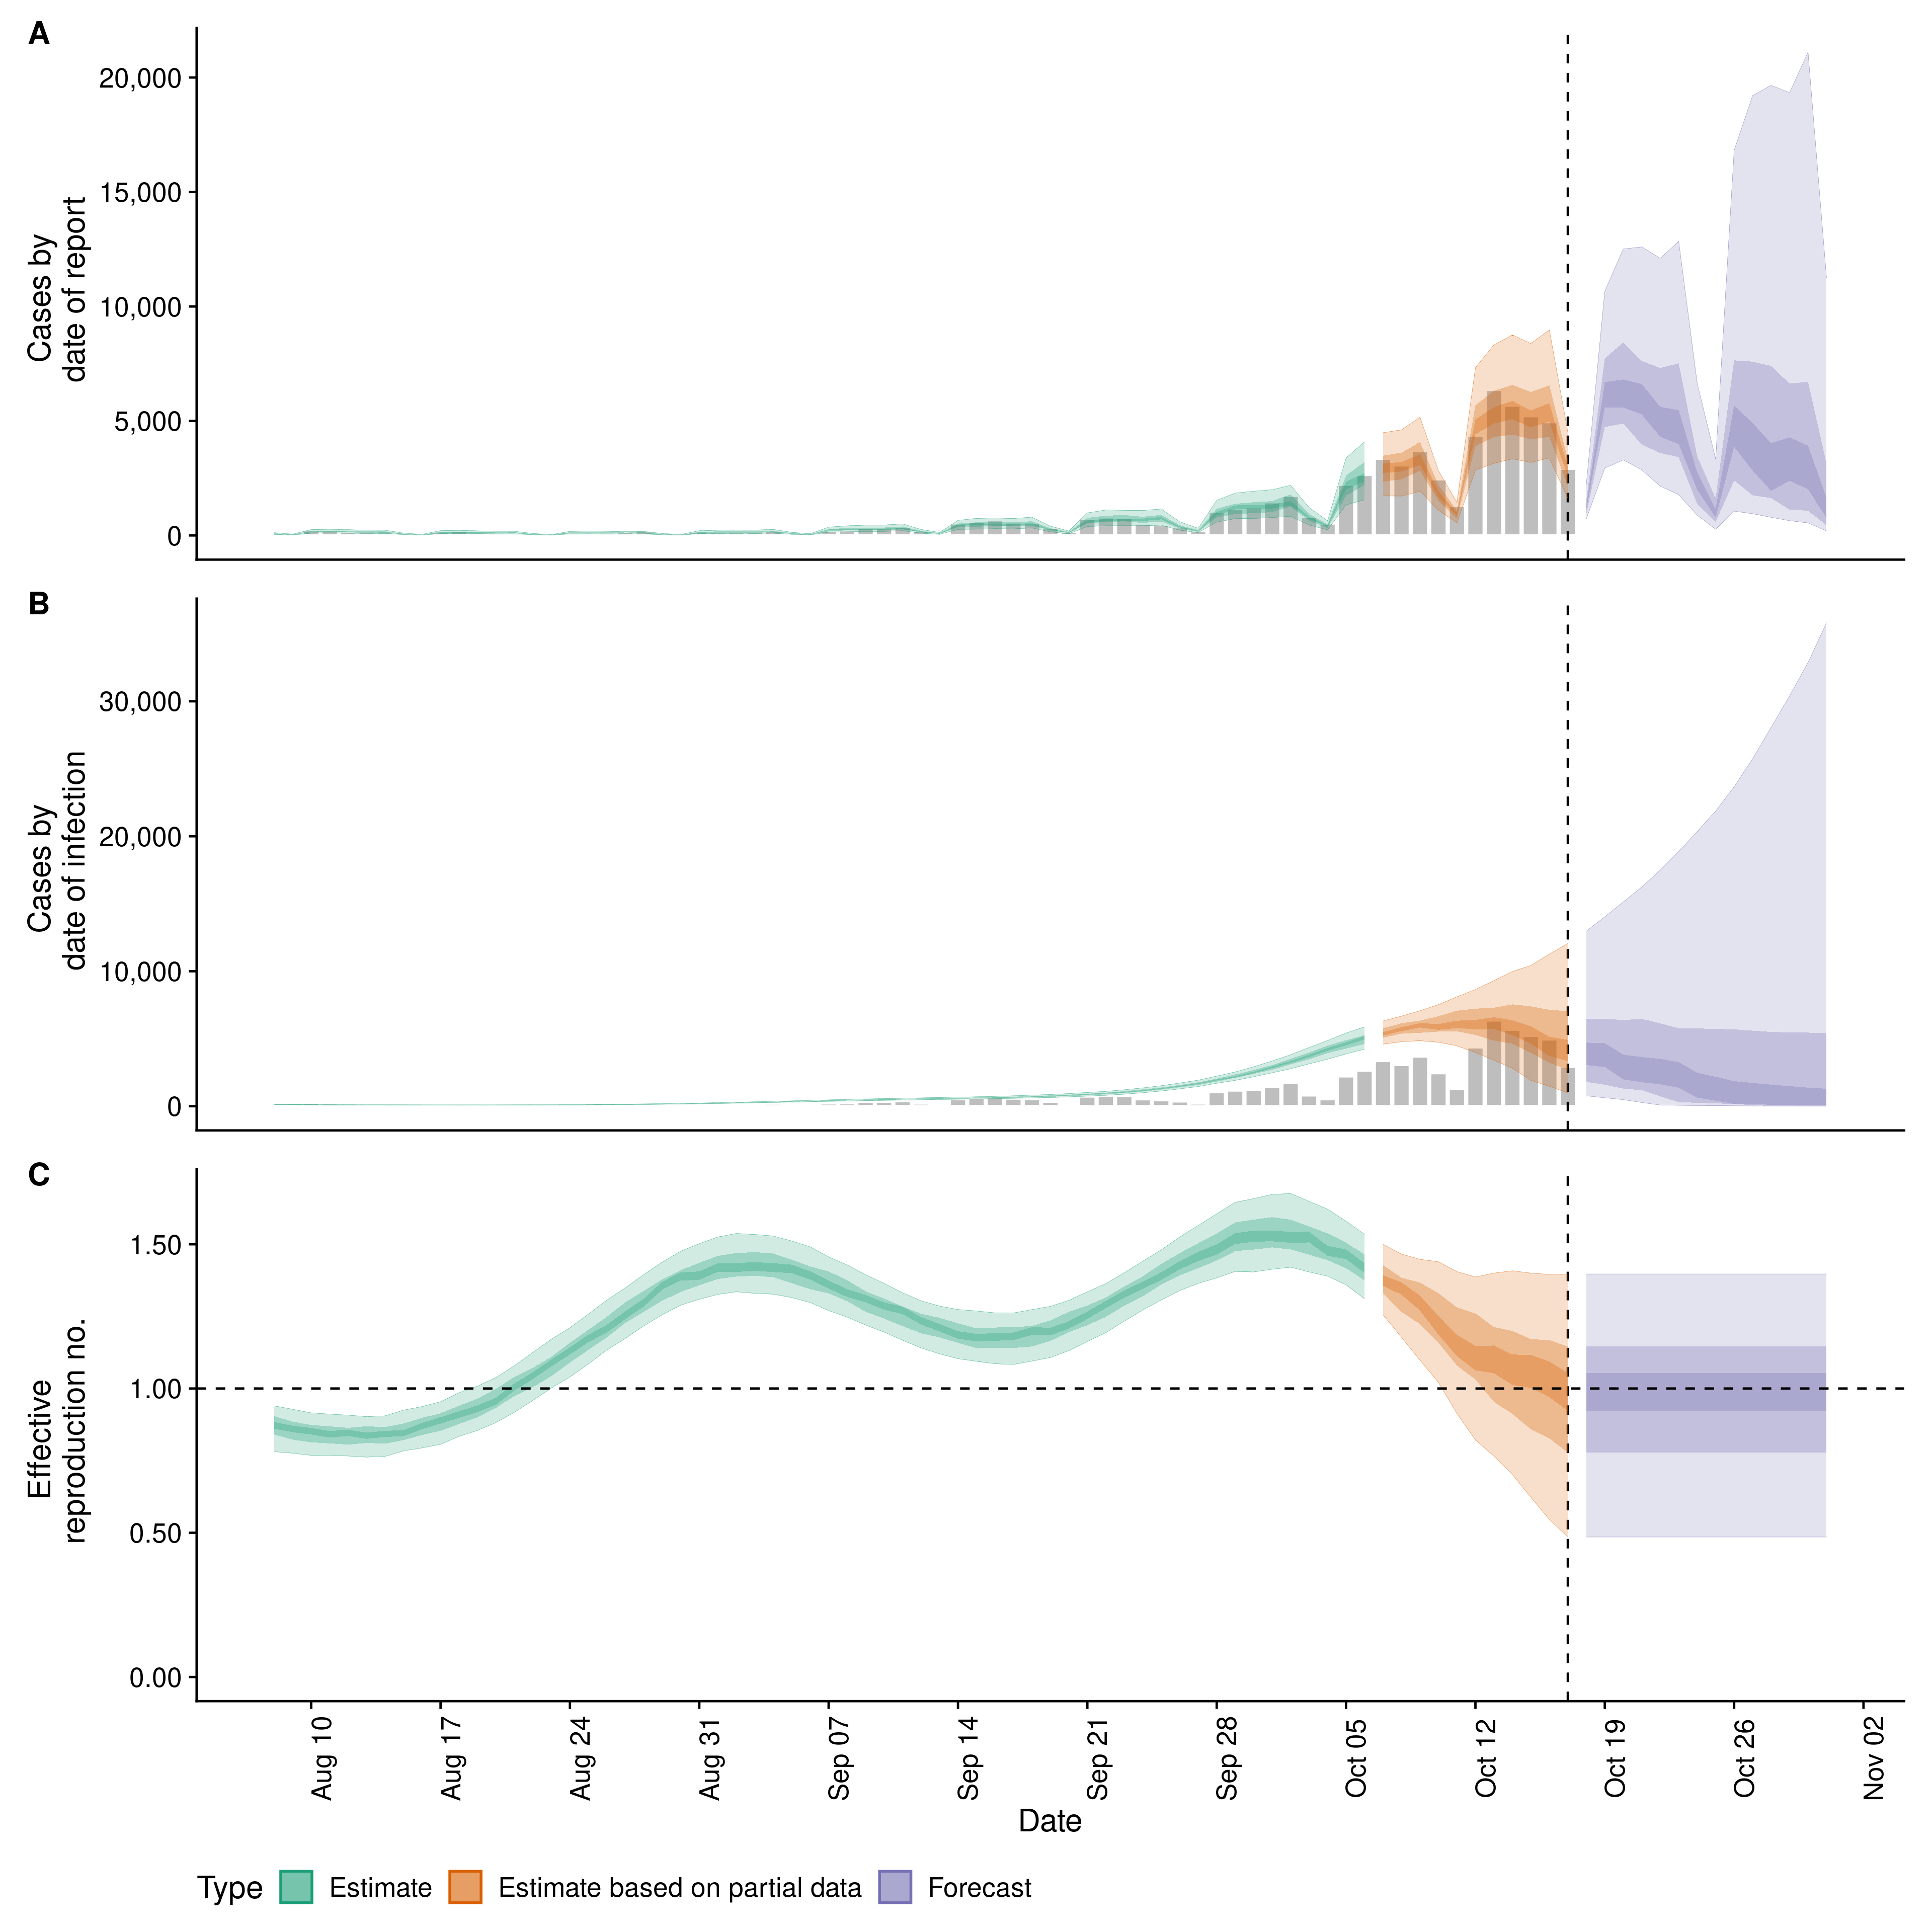 A
Cases by
date of report
20,000
15,000
10,000
5,000
0
B
Cases by
date of infection
30,000
20,000
10,000
0
C
Effective
reproduction no.
1.50
1.00
0.50
0.00
Aug 10
Aug 17
Aug 24
Aug 31
Sep 07
Sep 14
Sep 21
Sep 28
Oct 05
Oct 12
Oct 19
Oct 26
Nov 02
Date
Type Estimate Estimate based on partial data Forecast